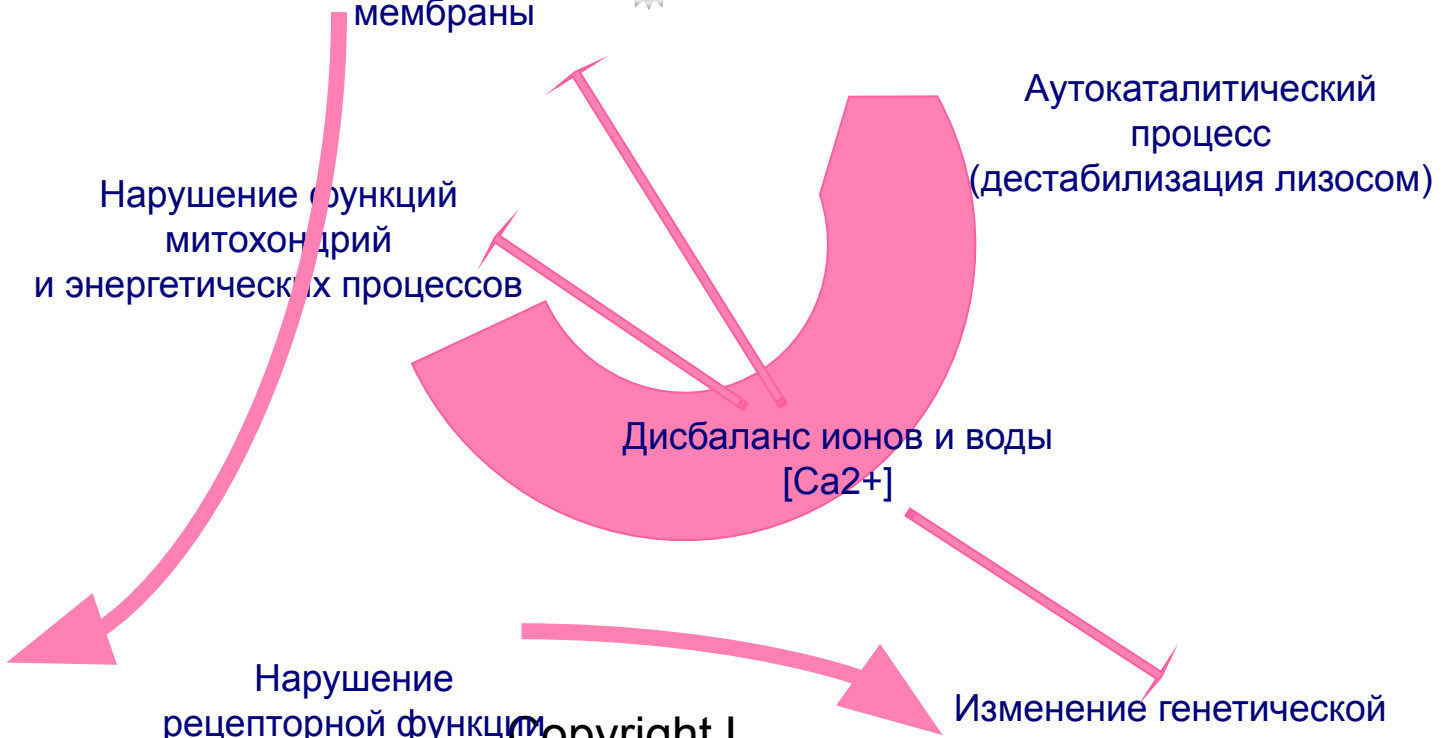 мембраны
Аутокаталитический
процесс
(дестабилизация лизосом)
Нарушение функций
митохондрий
и энергетических процессов
Дисбаланс ионов и воды
[Ca2+]
Нарушение
рецепторной функции
Copyright I
Изменение генетической